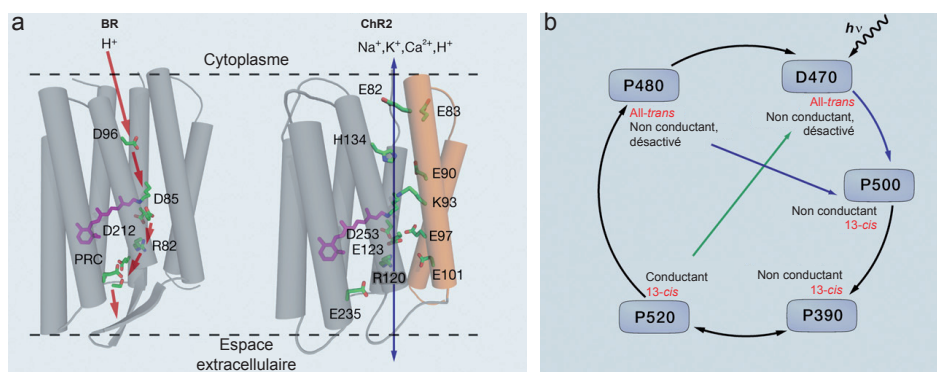 a
BR
H+
ChR2
Na+,K+,Ca2+,H+
Cytoplasme
E82
E83
D96
H134
E90
D85
K93
D212
D253
E97
R82
E123
PRC
R120
E101
E235
Espace
extracellulaire
b
hν
P480
D470
All-trans
Non conductant,
désactivé
All-trans
Non conductant,
désactivé
P500
Non conductant
13-cis
Conductant
13-cis
Non conductant
13-cis
P520
P390